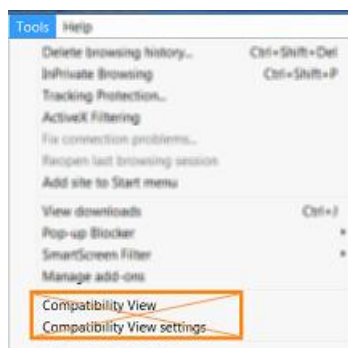 Tools Help
Delete browsing history... Ctrl+Shift+Del
InPrivate Browsing Ctrl+Shift+P
Tracking Protection...
ActiveX Filtering
Fix connection problems...
Reopen last browsing session
Add site to Start menu
View downloads Ctrl+J
Pop-up Blocker
SmartScreen Filter
Manage add-ons
Compatibility View
Compatibility View settings